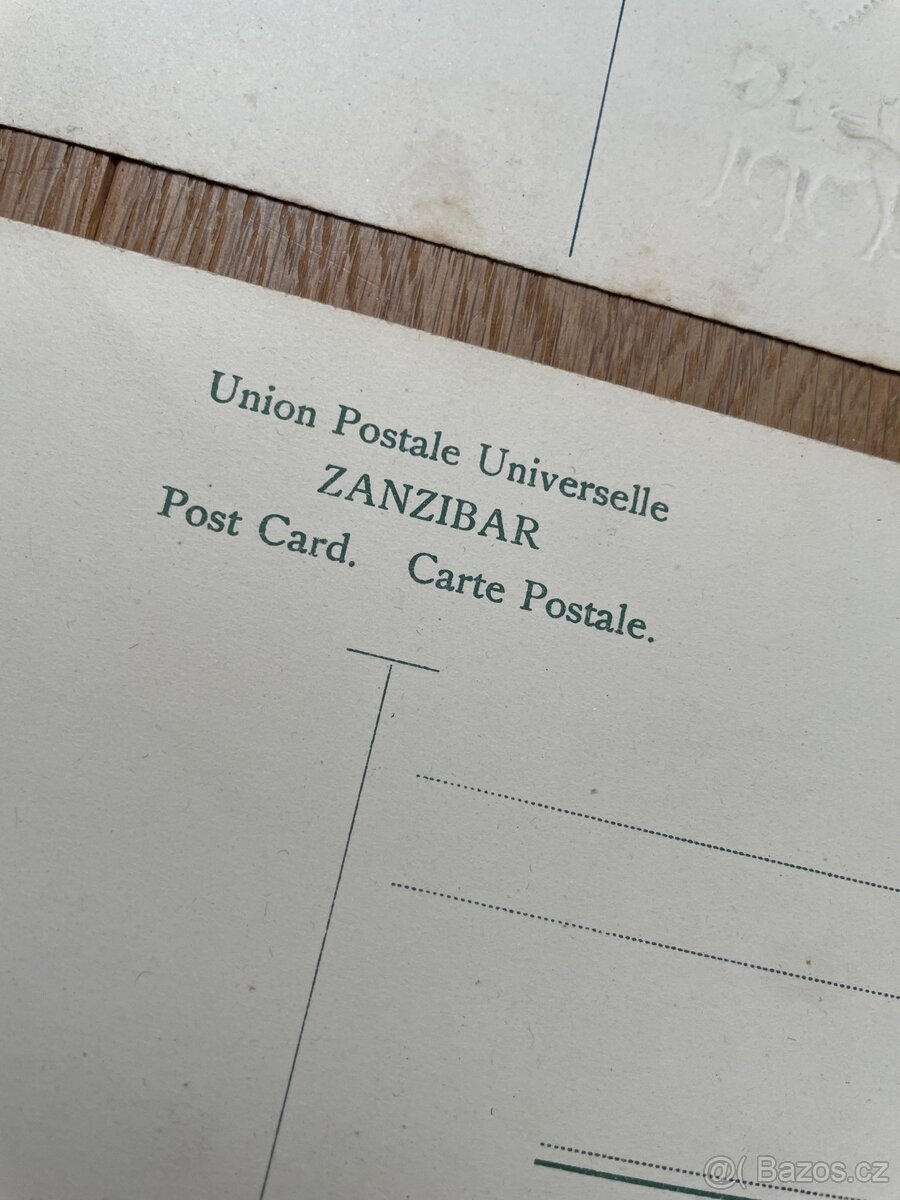 Union Postale Universelle
ZANZIBAR
Post Card. Carte Postale.
@( Bazos.cz